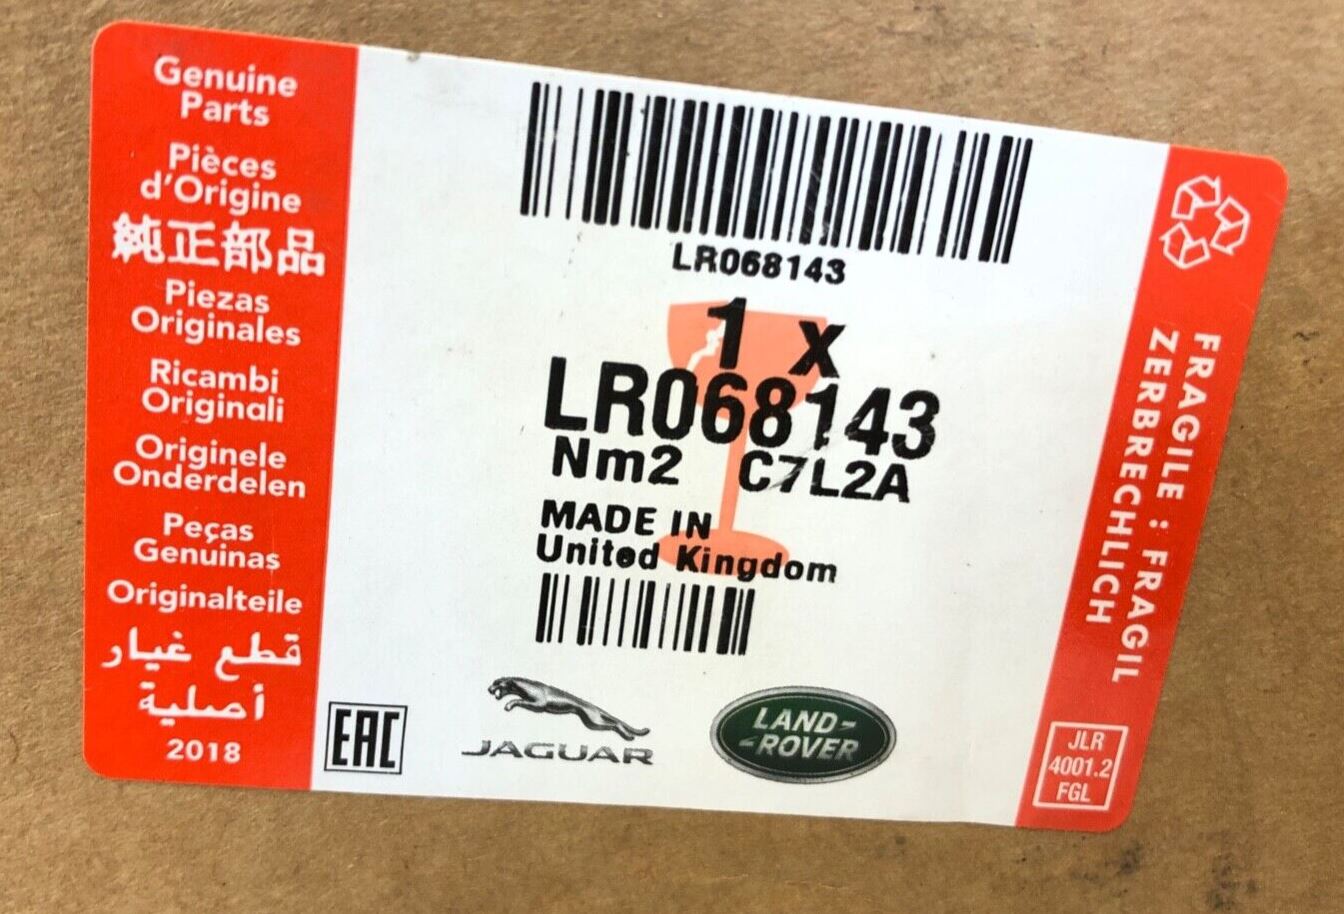 Genuine
Parts
Pièces
d'Origine
純正部品
Piezas
Originales
Ricambi
Originali
Originele
Onderdelen
Peças
Genuinas
Originalteile
قطع غيار
أصلية
2018
LR068143
1 x
LR068143
Nm2 C7L2A
MADE IN
United Kingdom
EAC
JAGUAR
LAND-
-ROVER
FRAGILE : FRAGIL
ZERBRECHLICH
JLR
4001.2
FGL